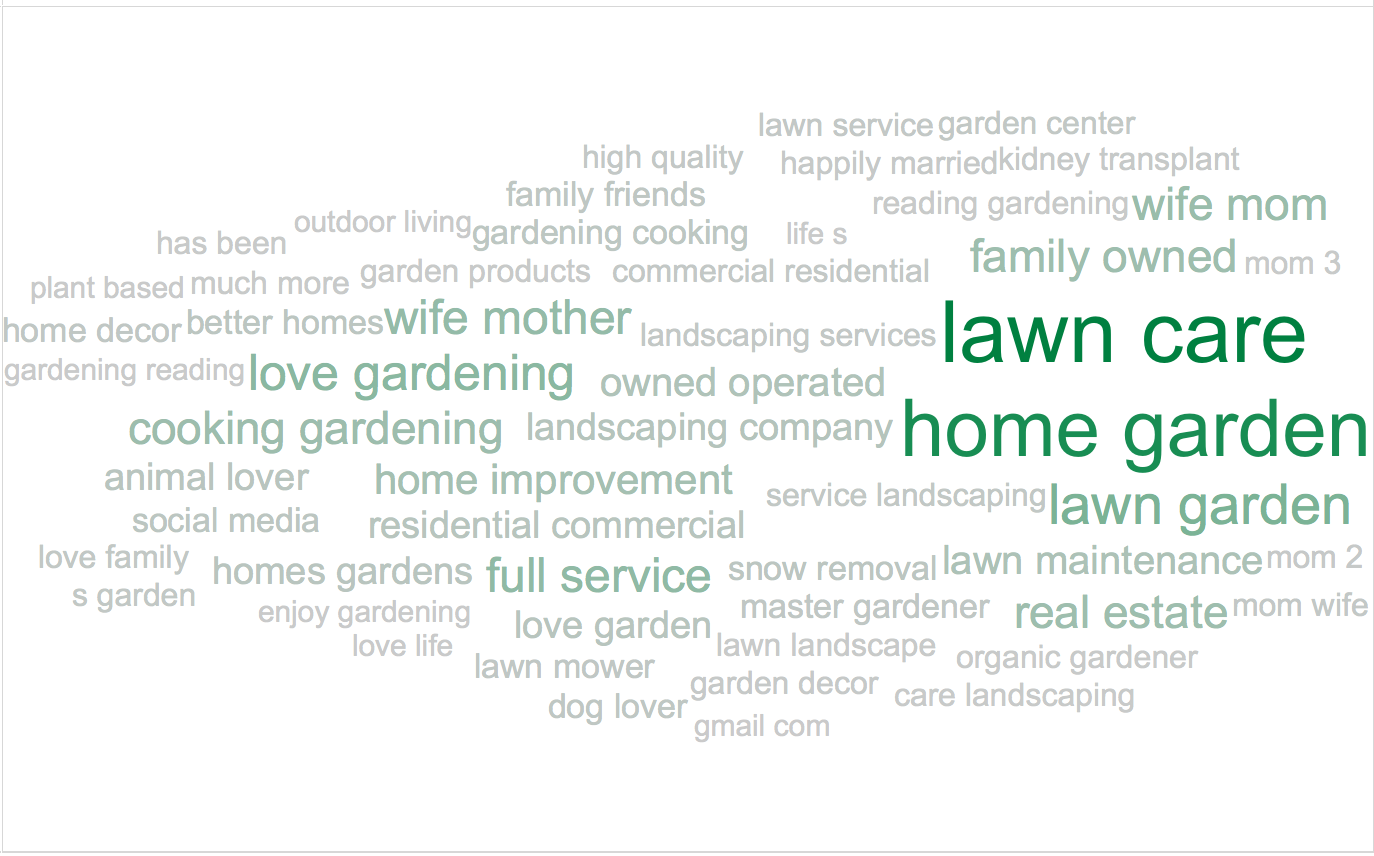 lawn service garden center
high quality happily married kidney transplant
family friends reading gardening wife mom
outdoor living gardening cooking life s
has been family owned mom 3
plant based much more garden products commercial residential
home decor better homes wife mother landscaping services lawn care
gardening reading love gardening owned operated
cooking gardening landscaping company home garden
animal lover home improvement service landscaping lawn garden
social media residential commercial
love family homes gardens full service snow removal lawn maintenance mom 2
s garden enjoy gardening love garden master gardener real estate mom wife
love life lawn landscape organic gardener
lawn mower garden decor care landscaping
dog lover gmail com